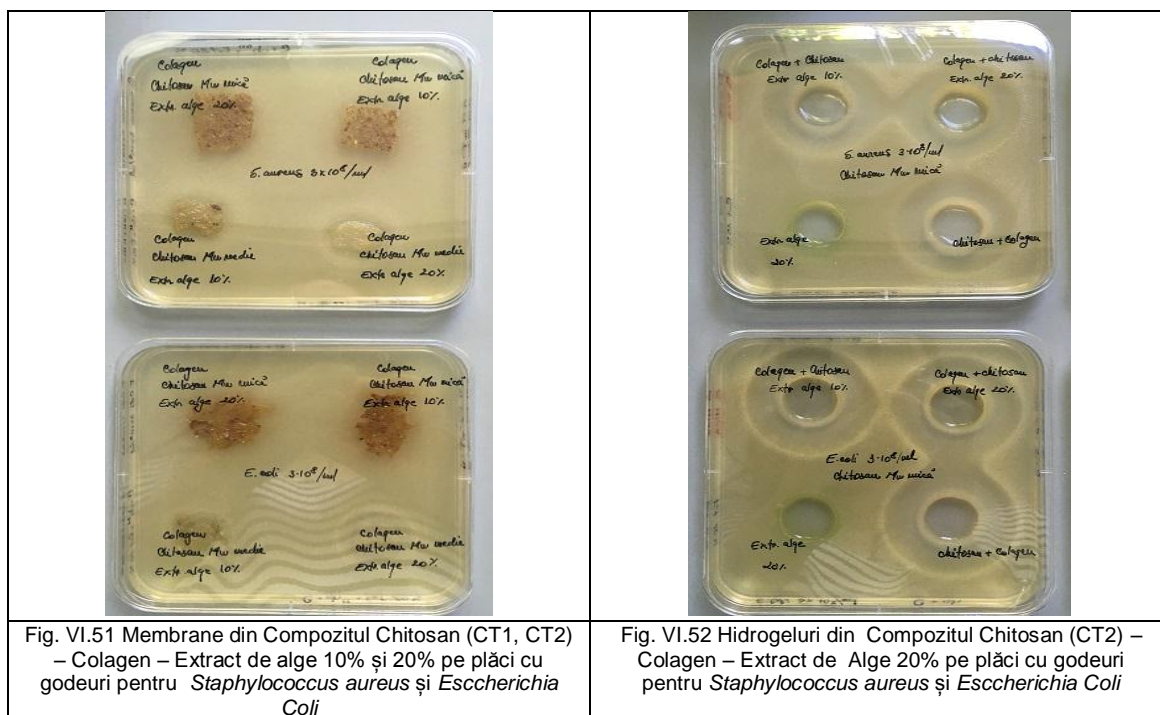 Colagen
Chitosan Mw mică
Extr. alge 20%
Colagen
Chitosan Mw mică
Extr. alge 10%
S. aureus 3x10⁸/ml
Colagen
Chitosan Mw medie
Extr alge 10%
Colagen
Chitosan Mw medie
Extr alge 20%
Colagen
Chitosan Mw mică
Extr. alge 20%
Colagen
Chitosan Mw mică
Extr. alge 10%
E. coli 3·10⁸/ml
Colagen
Chitosan Mw medie
Extr alge 10%
Colagen
Chitosan Mw medie
Extr. alge 20%
Fig. VI.51 Membrane din Compozitul Chitosan (CT1, CT2)
– Colagen – Extract de alge 10% și 20% pe plăci cu
godeuri pentru Staphylococcus aureus și Esccherichia
Coli
Colagen + Chitosan
Extr alge 10%
Colagen + chitosan
Extr. alge 20%
S. aureus 3·10⁸/ml
Chitosan Mw mică
Extr. alge
20%
Chitosan + Colagen
Colagen + Chitosan
Extr alge 10%
Colagen + chitosan
Extr alge 20%
E. coli 3·10⁸/ml
Chitosan Mw mică
Extr. alge
20%
Chitosan + Colagen
Fig. VI.52 Hidrogeluri din Compozitul Chitosan (CT2) –
Colagen – Extract de Alge 20% pe plăci cu godeuri
pentru Staphylococcus aureus și Esccherichia Coli